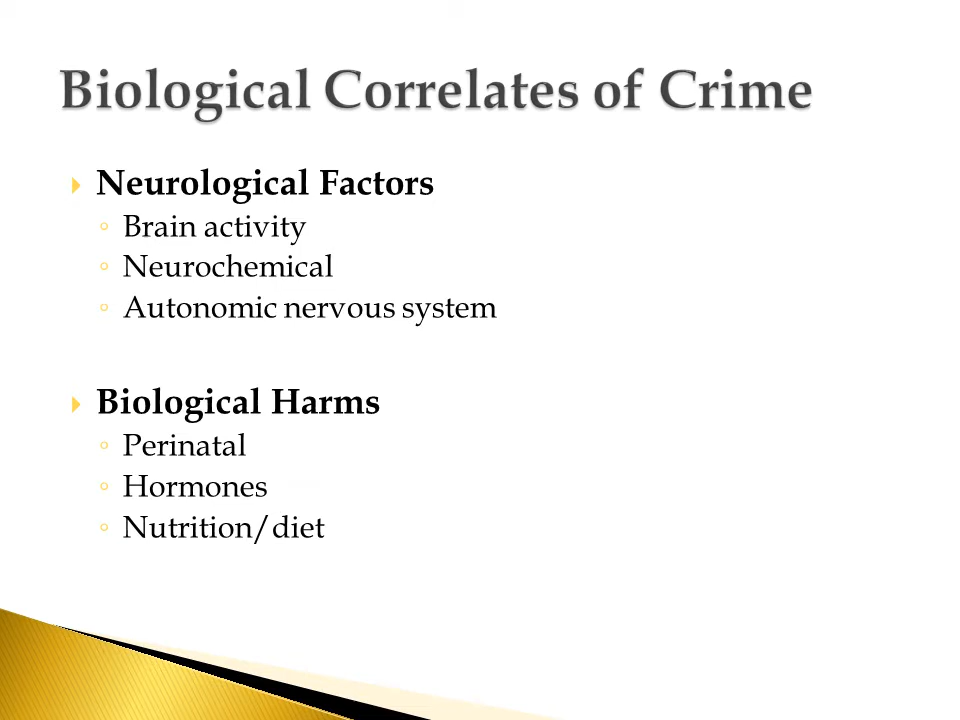 Biological Correlates of Crime
Neurological Factors
Brain activity
Neurochemical
Autonomic nervous system
Biological Harms
Perinatal
Hormones
Nutrition/diet